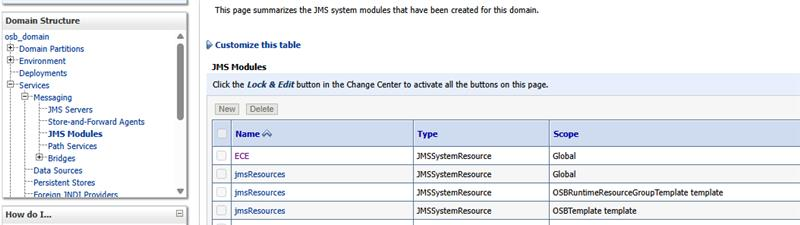 This page summarizes the JMS system modules that have been created for this domain.
Domain Structure
osb_domain
Domain Partitions
Environment
Deployments
Services
Messaging
JMS Servers
Store-and-Forward Agents
JMS Modules
Path Services
Bridges
Data Sources
Persistent Stores
Foreign JNDI Providers
How do I...
Customize this table
JMS Modules
Click the Lock & Edit button in the Change Center to activate all the buttons on this page.
New Delete
Name Type Scope
ECE JMSSystemResource Global
jmsResources JMSSystemResource Global
jmsResources JMSSystemResource OSBRuntimeResourceGroupTemplate template
jmsResources JMSSystemResource OSBTemplate template